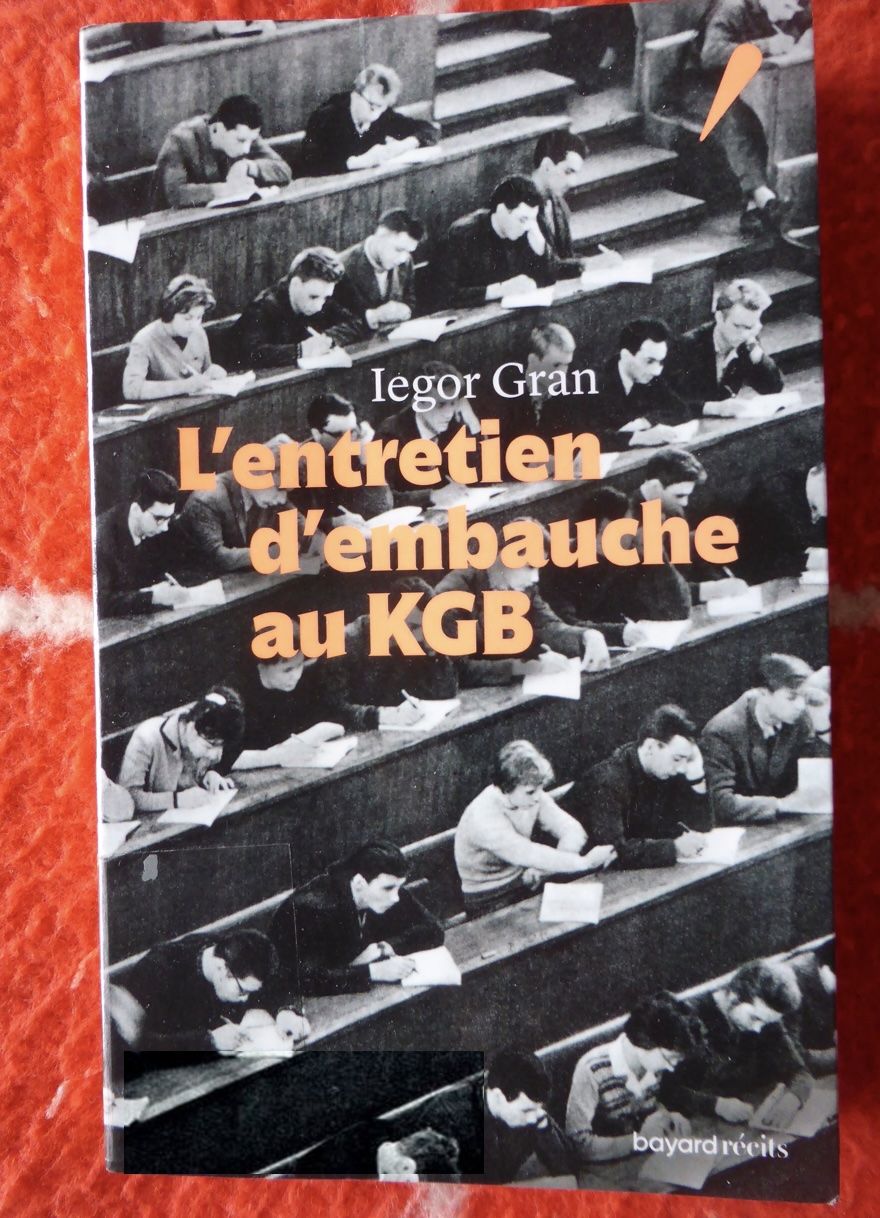 Iegor Gran
L'entretien
d'embauche
au KGB
bayard récits